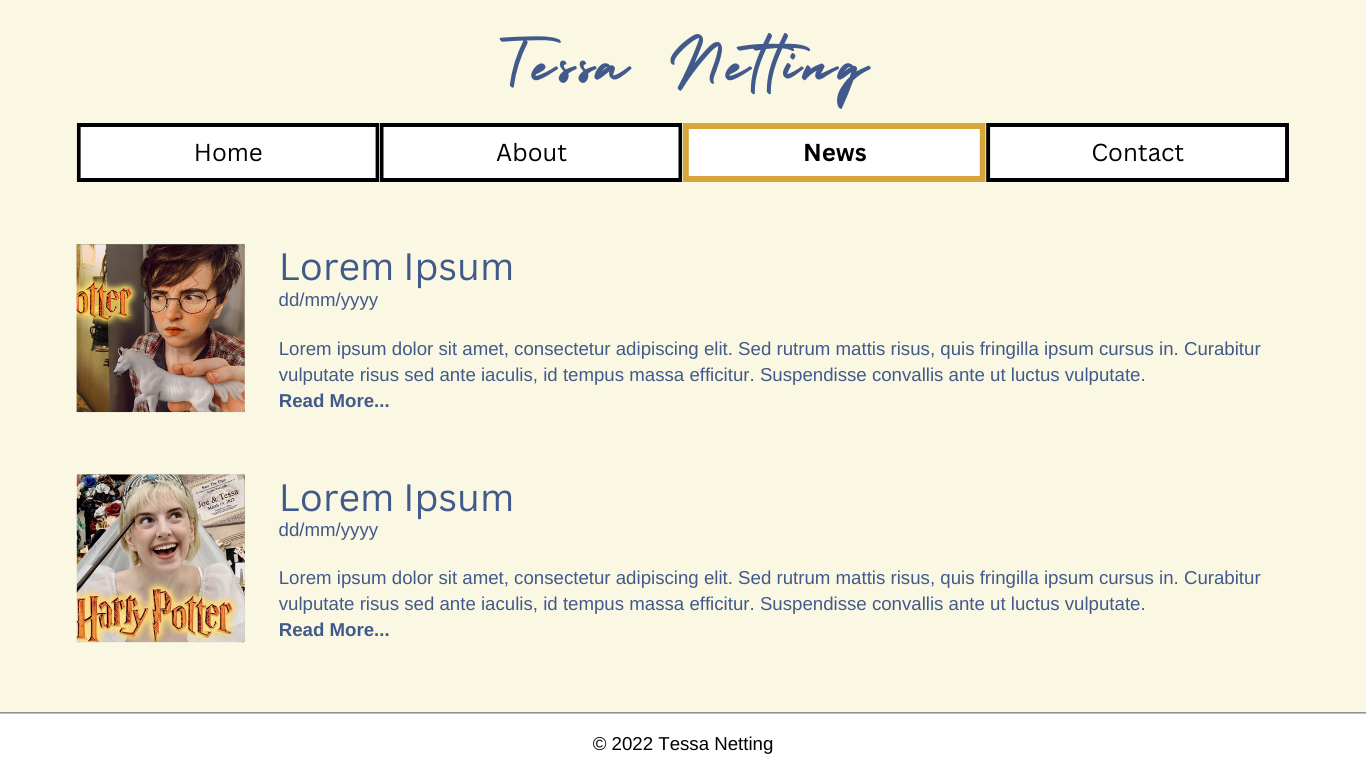 Tessa Netting
Home
About
News
Contact
otter
Lorem Ipsum
dd/mm/yyyy
Lorem ipsum dolor sit amet, consectetur adipiscing elit. Sed rutrum mattis risus, quis fringilla ipsum cursus in. Curabitur
vulputate risus sed ante iaculis, id tempus massa efficitur. Suspendisse convallis ante ut luctus vulputate.
Read More...
Joe & Tessa
Harry Potter
Lorem Ipsum
dd/mm/yyyy
Lorem ipsum dolor sit amet, consectetur adipiscing elit. Sed rutrum mattis risus, quis fringilla ipsum cursus in. Curabitur
vulputate risus sed ante iaculis, id tempus massa efficitur. Suspendisse convallis ante ut luctus vulputate.
Read More...
© 2022 Tessa Netting